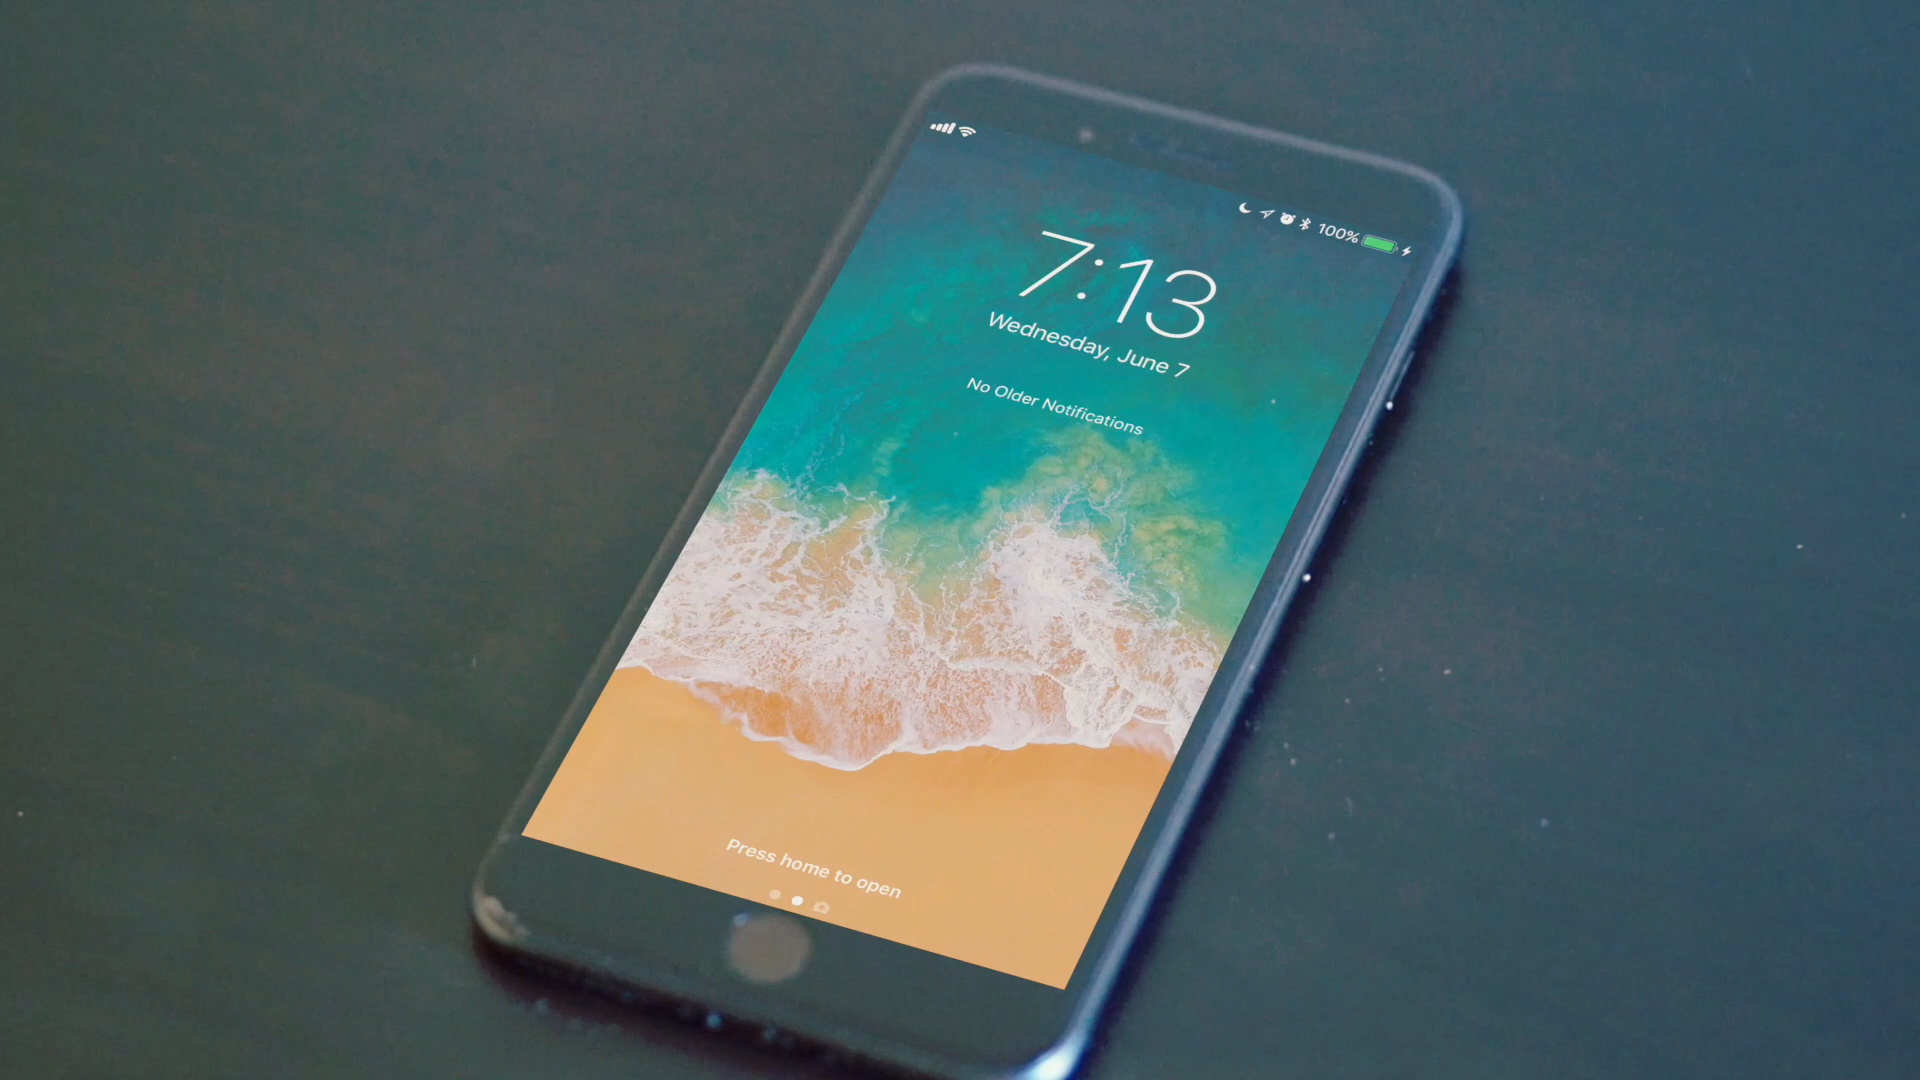 100%
7:13
Wednesday, June 7
No Older Notifications
Press home to open